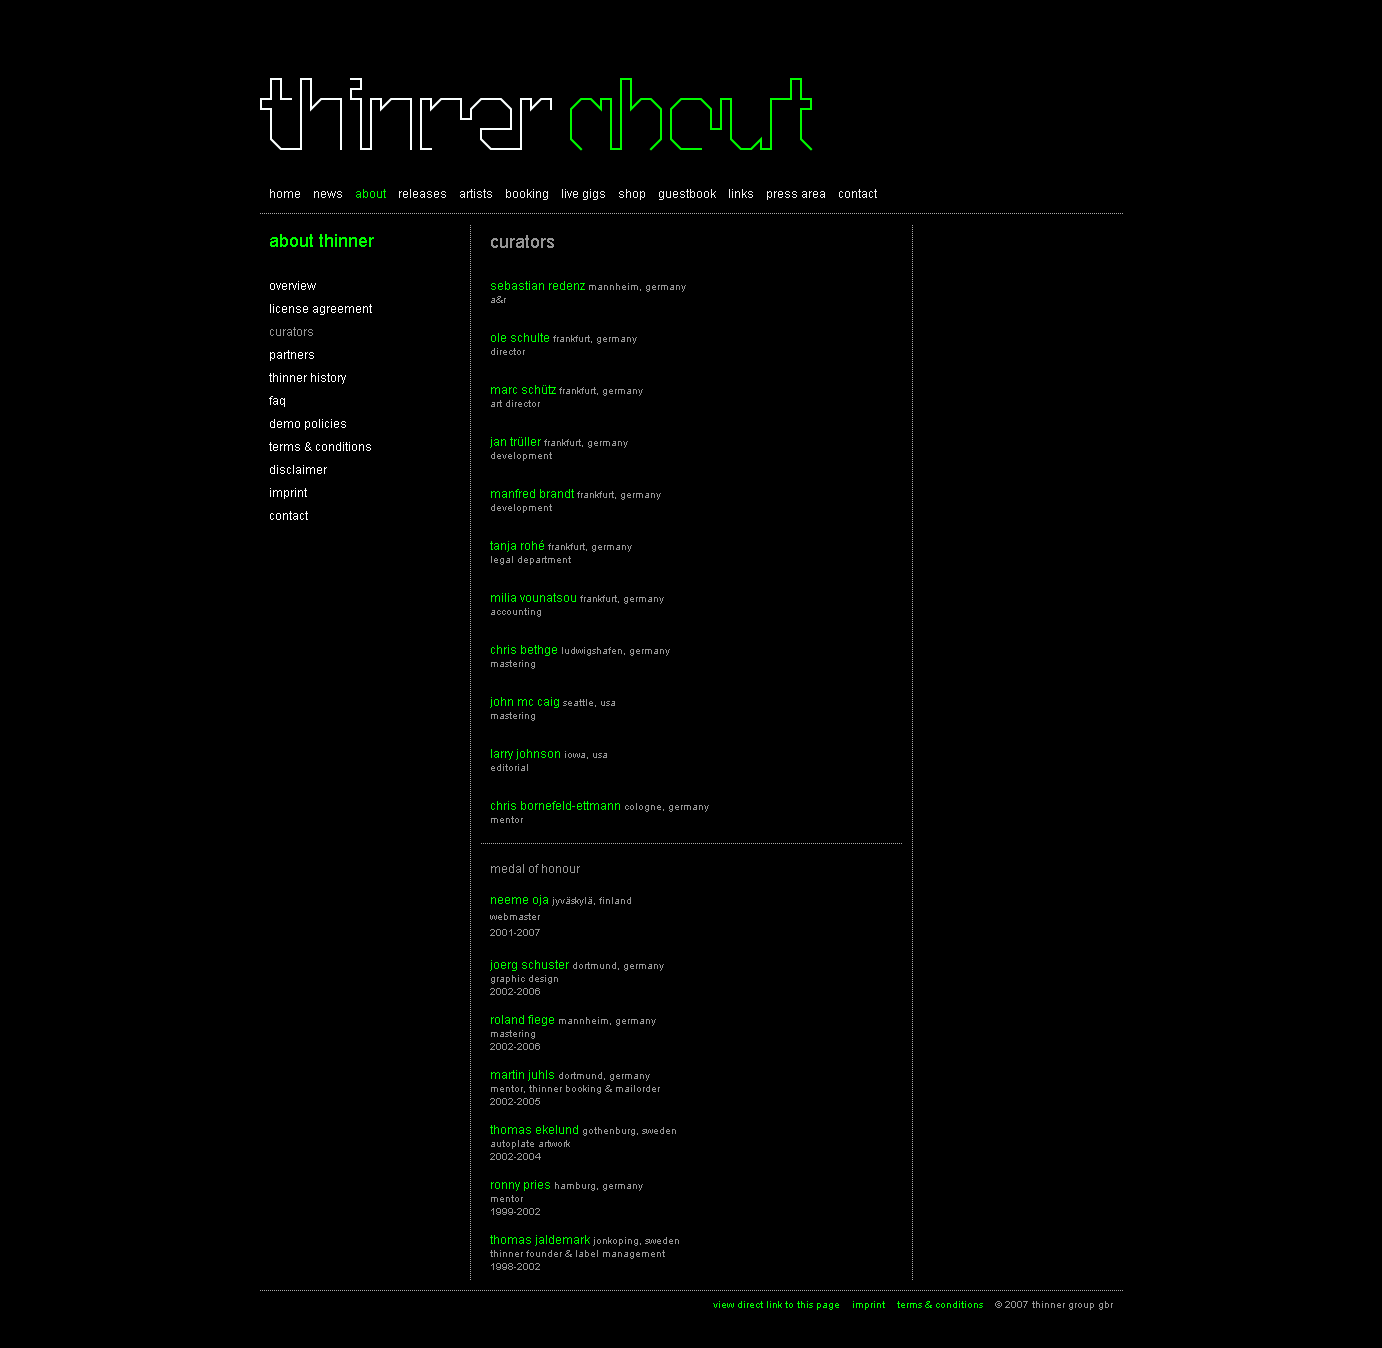 thinner about
home news about releases artists booking live gigs shop guestbook links press area contact
about thinner
overview
license agreement
curators
partners
thinner history
faq
demo policies
terms & conditions
disclaimer
imprint
contact
curators
sebastian redenz mannheim, germany
a&r
ole schulte frankfurt, germany
director
marc schütz frankfurt, germany
art director
jan trüller frankfurt, germany
development
manfred brandt frankfurt, germany
development
tanja rohé frankfurt, germany
legal department
milia vounatsou frankfurt, germany
accounting
chris bethge ludwigshafen, germany
mastering
john mc caig seattle, usa
mastering
larry johnson iowa, usa
editorial
chris bornefeld-ettmann cologne, germany
mentor
medal of honour
neeme oja jyväskylä, finland
webmaster
2001-2007
joerg schuster dortmund, germany
graphic design
2002-2006
roland fiege mannheim, germany
mastering
2002-2006
martin juhls dortmund, germany
mentor, thinner booking & mailorder
2002-2005
thomas ekelund gothenburg, sweden
autoplate artwork
2002-2004
ronny pries hamburg, germany
mentor
1999-2002
thomas jaldemark jonkoping, sweden
thinner founder & label management
1998-2002
view direct link to this page imprint terms & conditions © 2007 thinner group gbr